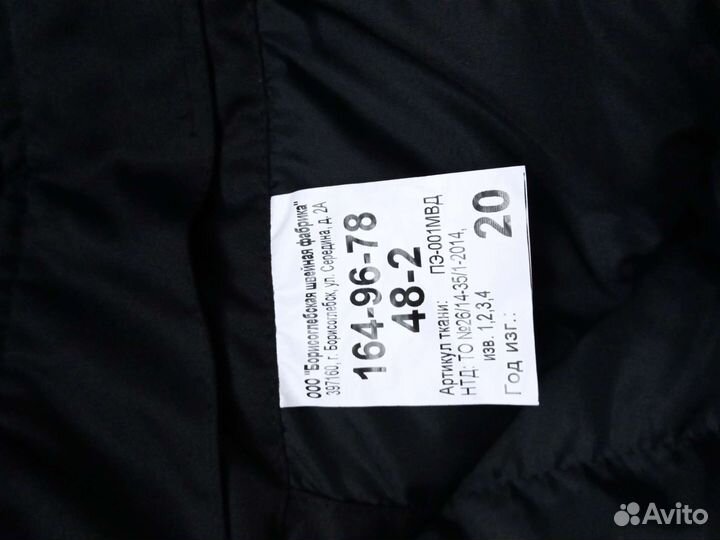 ООО "Борисоглебская швейная фабрика"
397160, г. Борисоглебск, ул. Середина, д. 2А
164-96-78
48-2
Артикул ткани: ПЭ-001МВД
НТД: ТО №26/14-35/1-2014,
изв. 1,2,3,4
Год изг.: 20
Avito